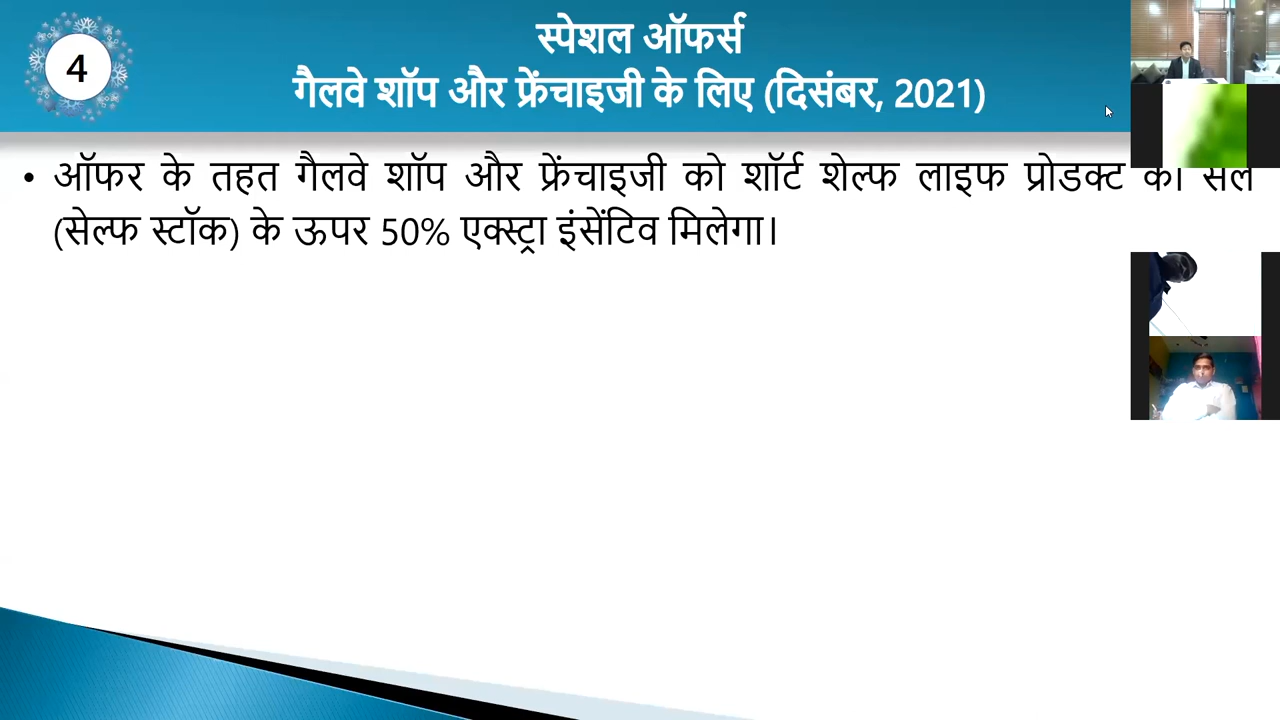 4
स्पेशल ऑफर्स
गैलवे शॉप और फ्रेंचाइजी के लिए (दिसंबर, 2021)
• ऑफर के तहत गैलवे शॉप और फ्रेंचाइजी को शॉर्ट शेल्फ लाइफ प्रोडक्ट
(सेल्फ स्टॉक) के ऊपर 50% एक्स्ट्रा इंसेंटिव मिलेगा।